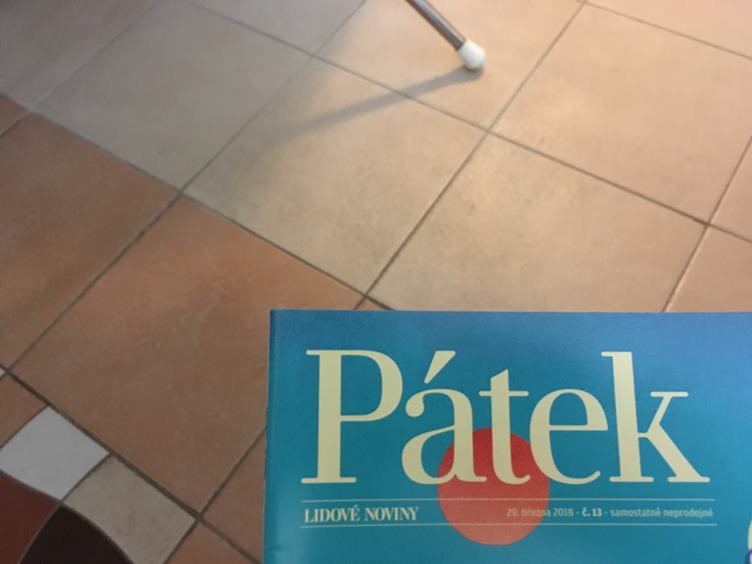 Pátek
LIDOVÉ NOVINY 29. března 2018 - č. 13 - samostatně neprodejné